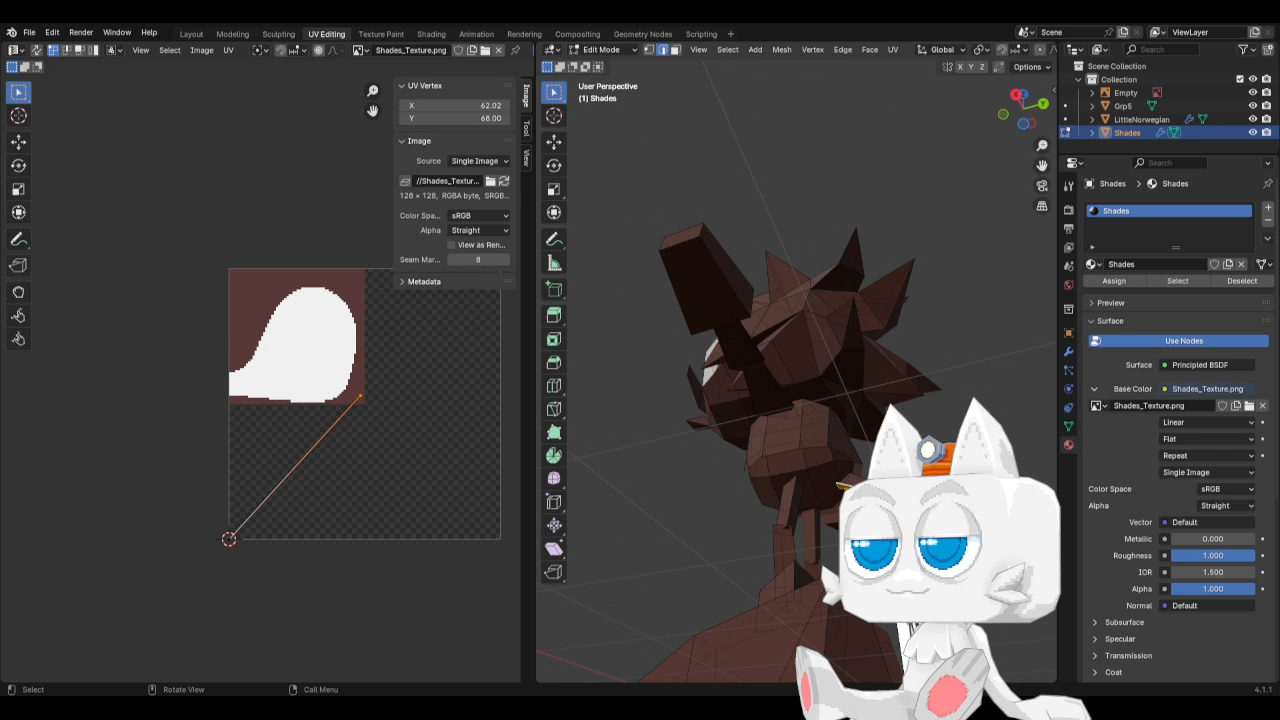 File Edit Render Window Help Layout Modeling Sculpting UV Editing Texture Paint Shading Animation Rendering Compositing Geometry Nodes Scripting Scene ViewLayer
View Select Image UV Shades_Texture.png
Edit Mode View Select Add Mesh Vertex Edge Face UV Global
Search
X Y Z Options
UV Vertex
X 62.02
Y 68.00
Image
Source Single Image
//Shades_Textur...
128 × 128, RGBA byte, sRGB...
Color Spa... sRGB
Alpha Straight
View as Ren...
Seam Mar... 8
Metadata
Image
Tool
View
User Perspective
(1) Shades
Scene Collection
Collection
Empty
Grp5
LittleNorwegian
Shades
Search
Shades Shades
Shades
Shades
Assign Select Deselect
Preview
Surface
Use Nodes
Surface Principled BSDF
Base Color Shades_Texture.png
Shades_Texture.png
Linear
Flat
Repeat
Single Image
Color Space sRGB
Alpha Straight
Vector Default
Metallic 0.000
Roughness 1.000
IOR 1.500
Alpha 1.000
Normal Default
Subsurface
Specular
Transmission
Coat
Select Rotate View Call Menu 4.1.1